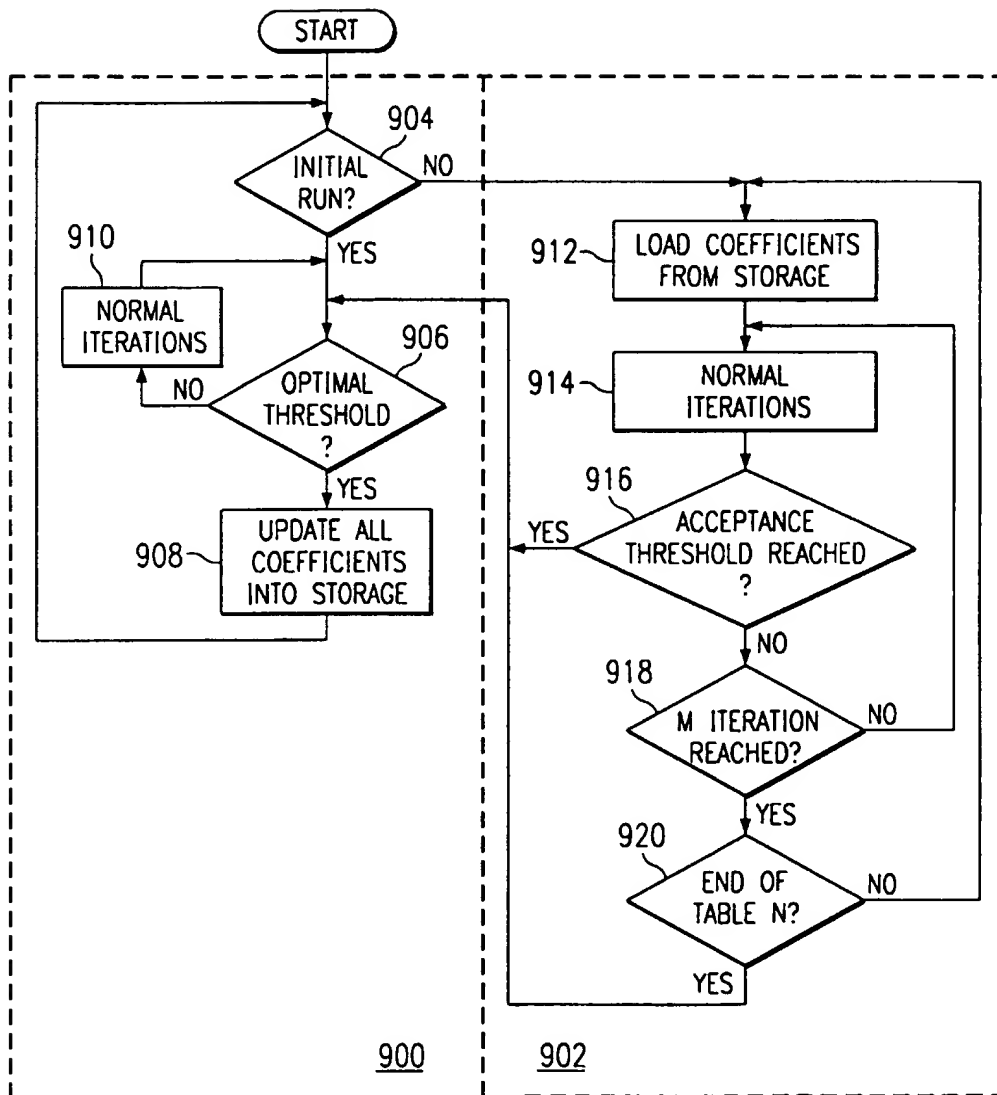 START
904
INITIAL
RUN?
NO
YES
910
NORMAL
ITERATIONS
906
OPTIMAL
THRESHOLD
?
NO
YES
908
UPDATE ALL
COEFFICIENTS
INTO STORAGE
912
LOAD COEFFICIENTS
FROM STORAGE
914
NORMAL
ITERATIONS
916
ACCEPTANCE
THRESHOLD REACHED
?
YES
NO
918
M ITERATION
REACHED?
NO
YES
920
END OF
TABLE N?
NO
YES
900
902